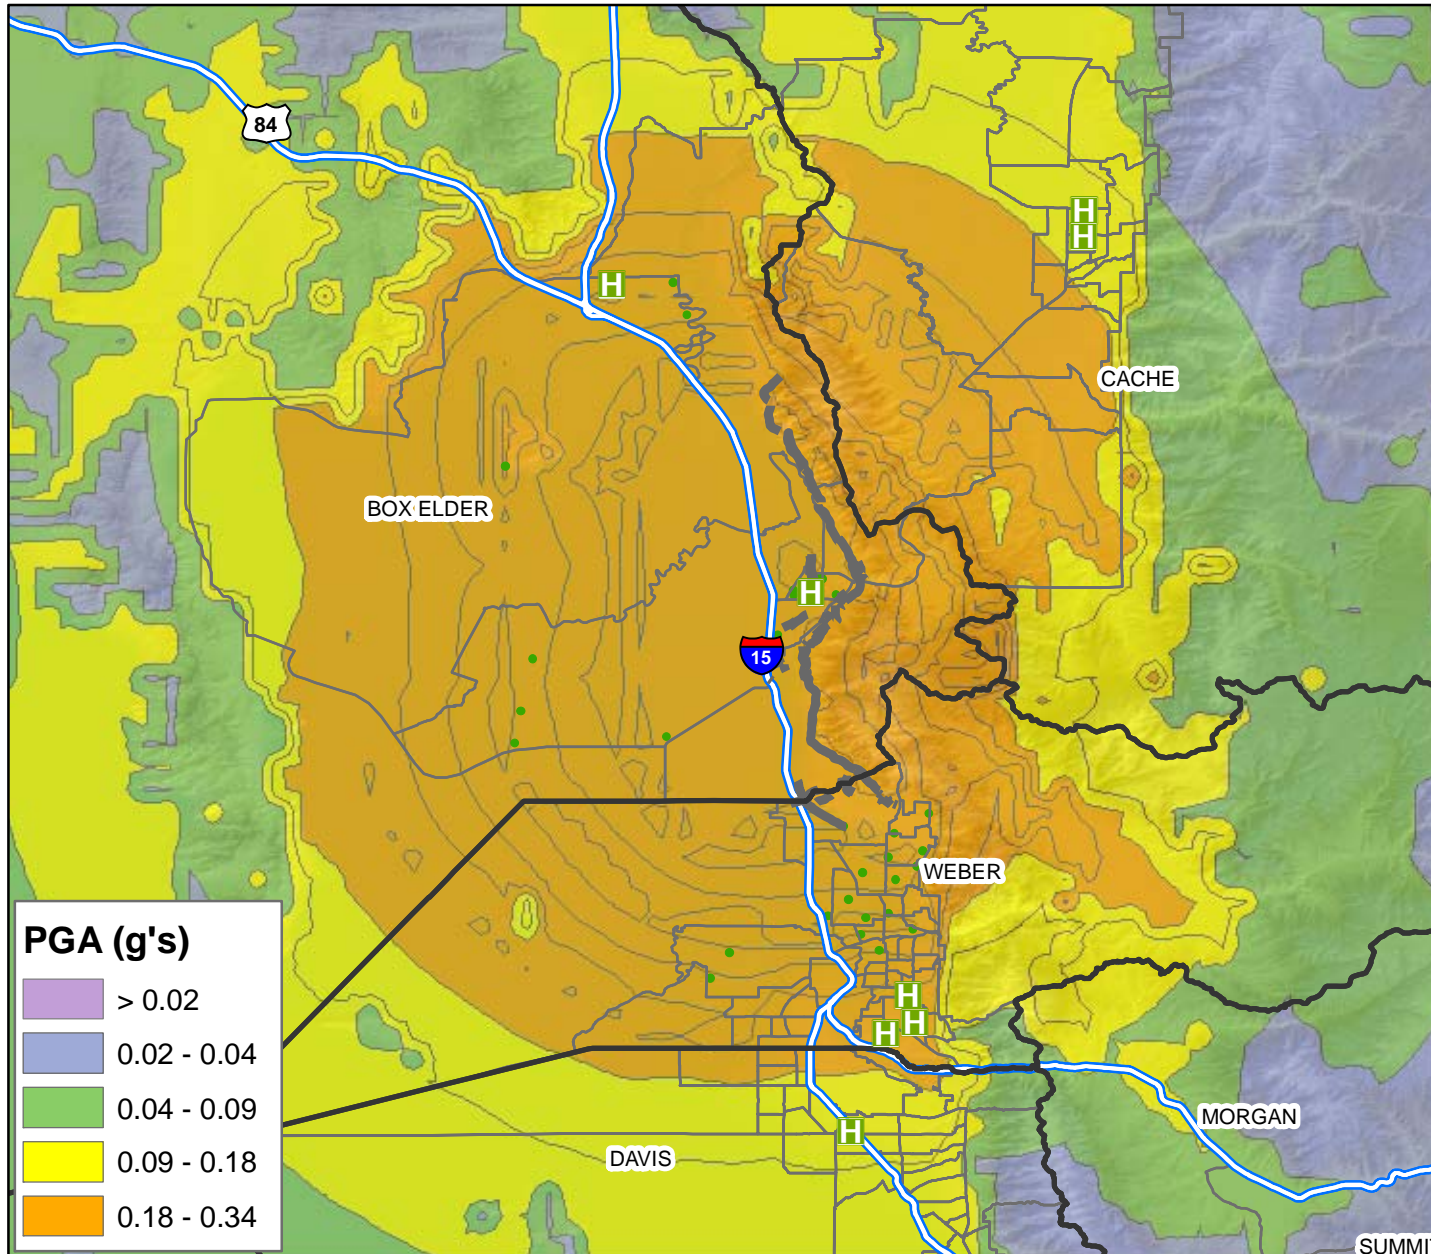 84
H
H
H
CACHE
BOX ELDER
H
15
WEBER
PGA (g's)
> 0.02
0.02 - 0.04
0.04 - 0.09
0.09 - 0.18
0.18 - 0.34
H
H
H
H
MORGAN
DAVIS